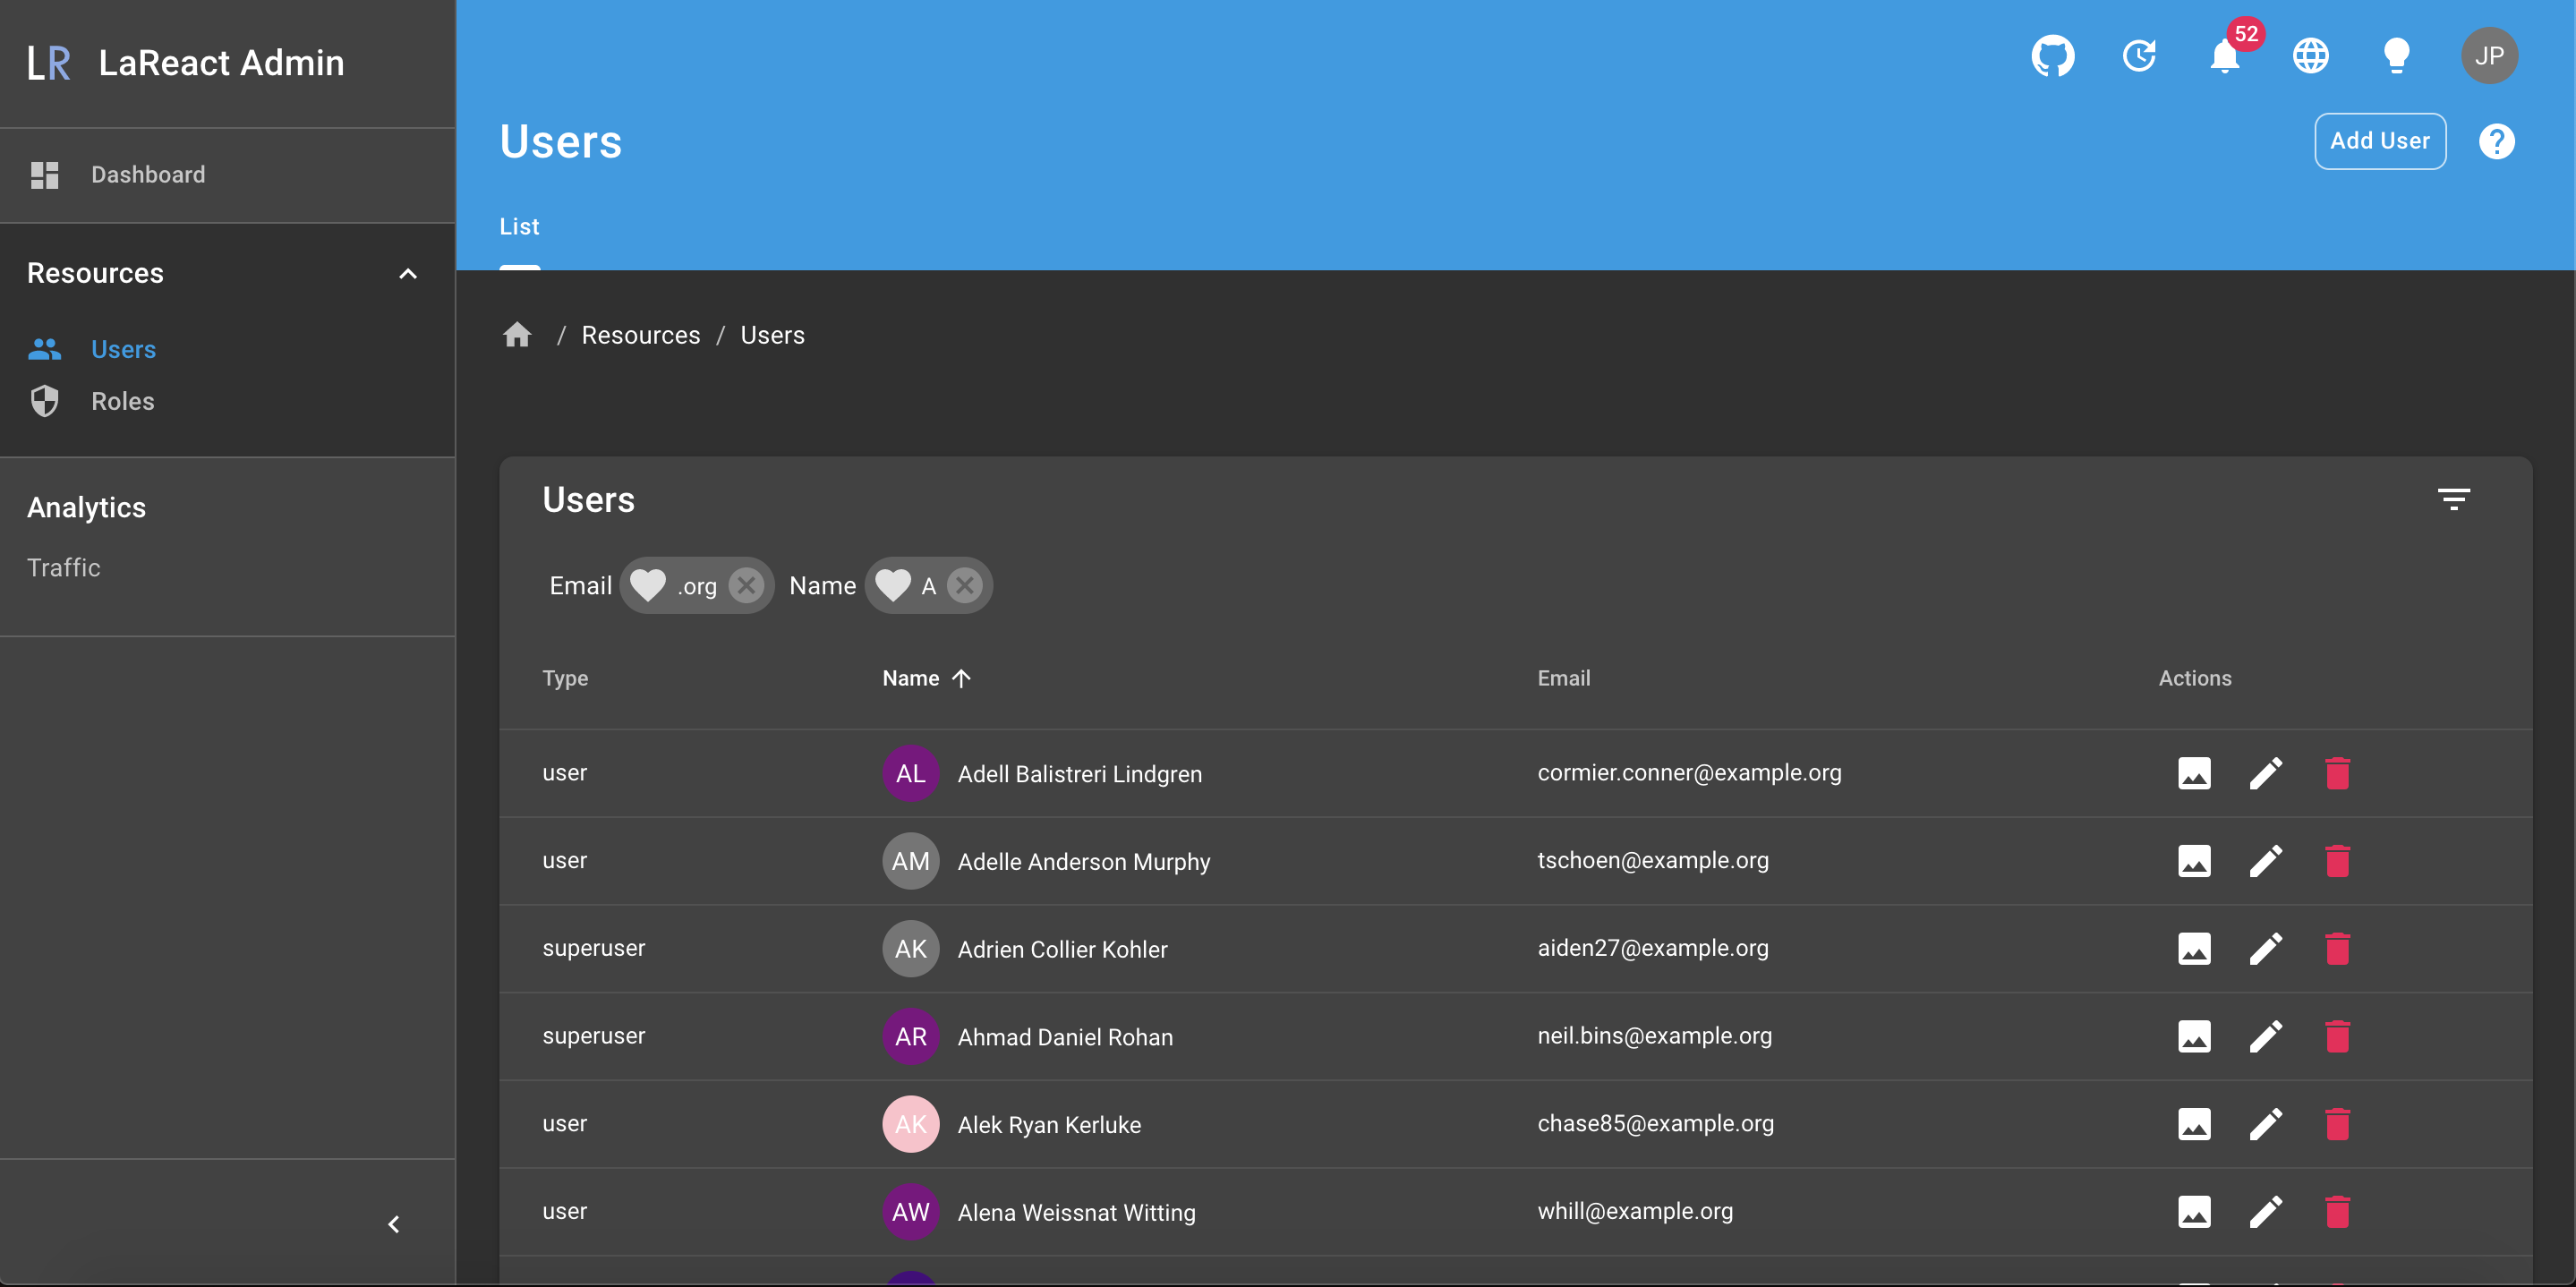 LR LaReact Admin
52
JP
Dashboard
Users
Add User
?
List
Resources
Users
Roles
Analytics
Traffic
/ Resources / Users
Users
Email .org Name A
Type Name Email Actions
user AL Adell Balistreri Lindgren cormier.conner@example.org
user AM Adelle Anderson Murphy tschoen@example.org
superuser AK Adrien Collier Kohler aiden27@example.org
superuser AR Ahmad Daniel Rohan neil.bins@example.org
user AK Alek Ryan Kerluke chase85@example.org
user AW Alena Weissnat Witting whill@example.org